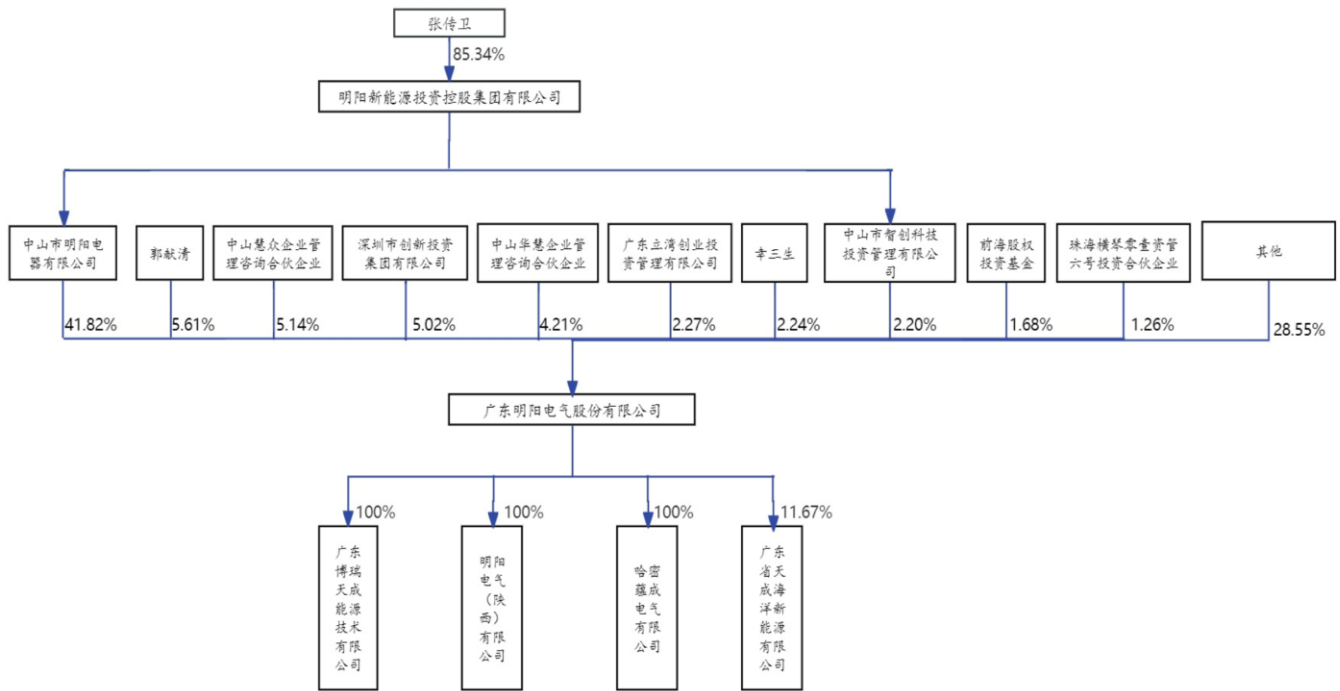 张传卫
85.34%
明阳新能源投资控股集团有限公司
中山市明阳电
器有限公司
郭献清
中山慧众企业管
理咨询合伙企业
深圳市创新投资
集团有限公司
中山华慧企业管
理咨询合伙企业
广东立湾创业投
资管理有限公司
幸三生
中山市智创科技
投资管理有限公
司
前海股权
投资基金
珠海横琴零壹资管
六号投资合伙企业
其他
41.82%
5.61%
5.14%
5.02%
4.21%
2.27%
2.24%
2.20%
1.68%
1.26%
28.55%
广东明阳电气股份有限公司
100%
100%
100%
11.67%
广东
博瑞
天成
能源
技术
有限
公司
明阳
电气
（陕
西）
有限
公司
哈密
蕴成
电气
有限
公司
广东
省天
成海
洋新
能源
有限
公司